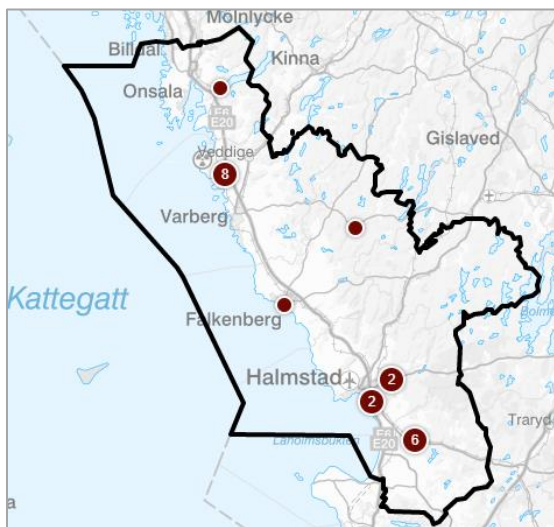 Mölnlycke
Billdal
Kinna
Onsala
E6
E20
Gislaved
Veddige
8
Varberg
Kattegatt
Falkenberg
2
Halmstad
2
6
E6
E20
Laholmsbukten
Traryd
a